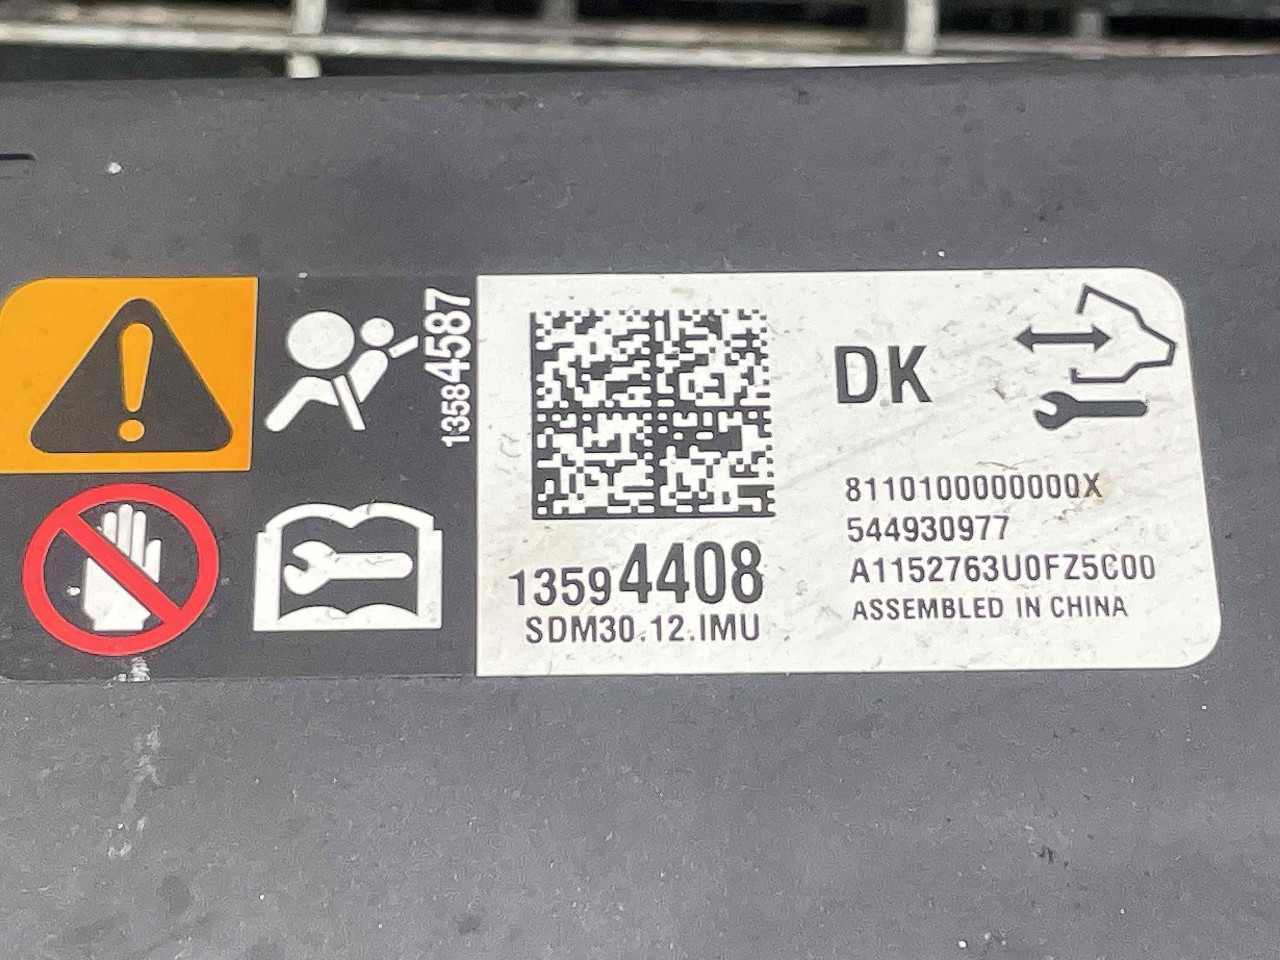 13584587
DK
8110100000000X
544930977
A1152763U0FZ5C00
ASSEMBLED IN CHINA
13594408
SDM30.12.IMU